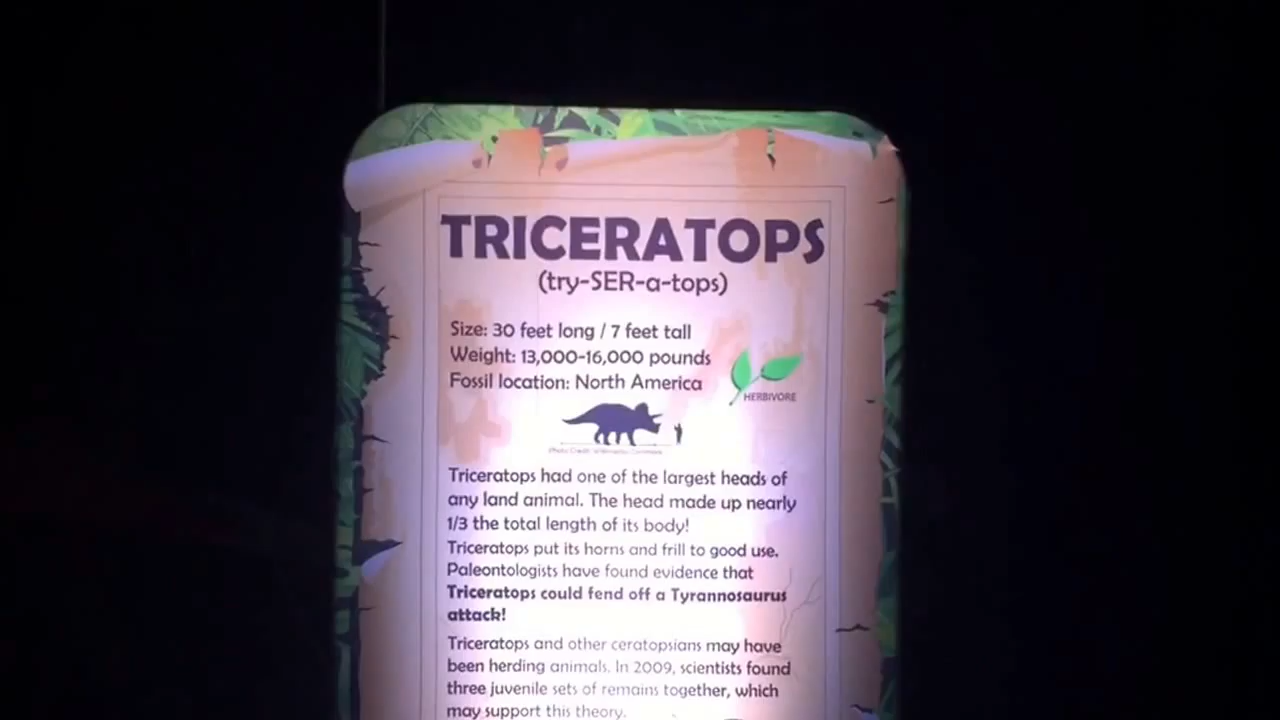 TRICERATOPS
(try-SER-a-tops)
Size: 30 feet long / 7 feet tall
Weight: 13,000-16,000 pounds
Fossil location: North America
HERBIVORE
Photo Credit: Wikimedia Commons
Triceratops had one of the largest heads of
any land animal. The head made up nearly
1/3 the total length of its body!
Triceratops put its horns and frill to good use.
Paleontologists have found evidence that
Triceratops could fend off a Tyrannosaurus
attack!
Triceratops and other ceratopsians may have
been herding animals. In 2009, scientists found
three juvenile sets of remains together, which
may support this theory.